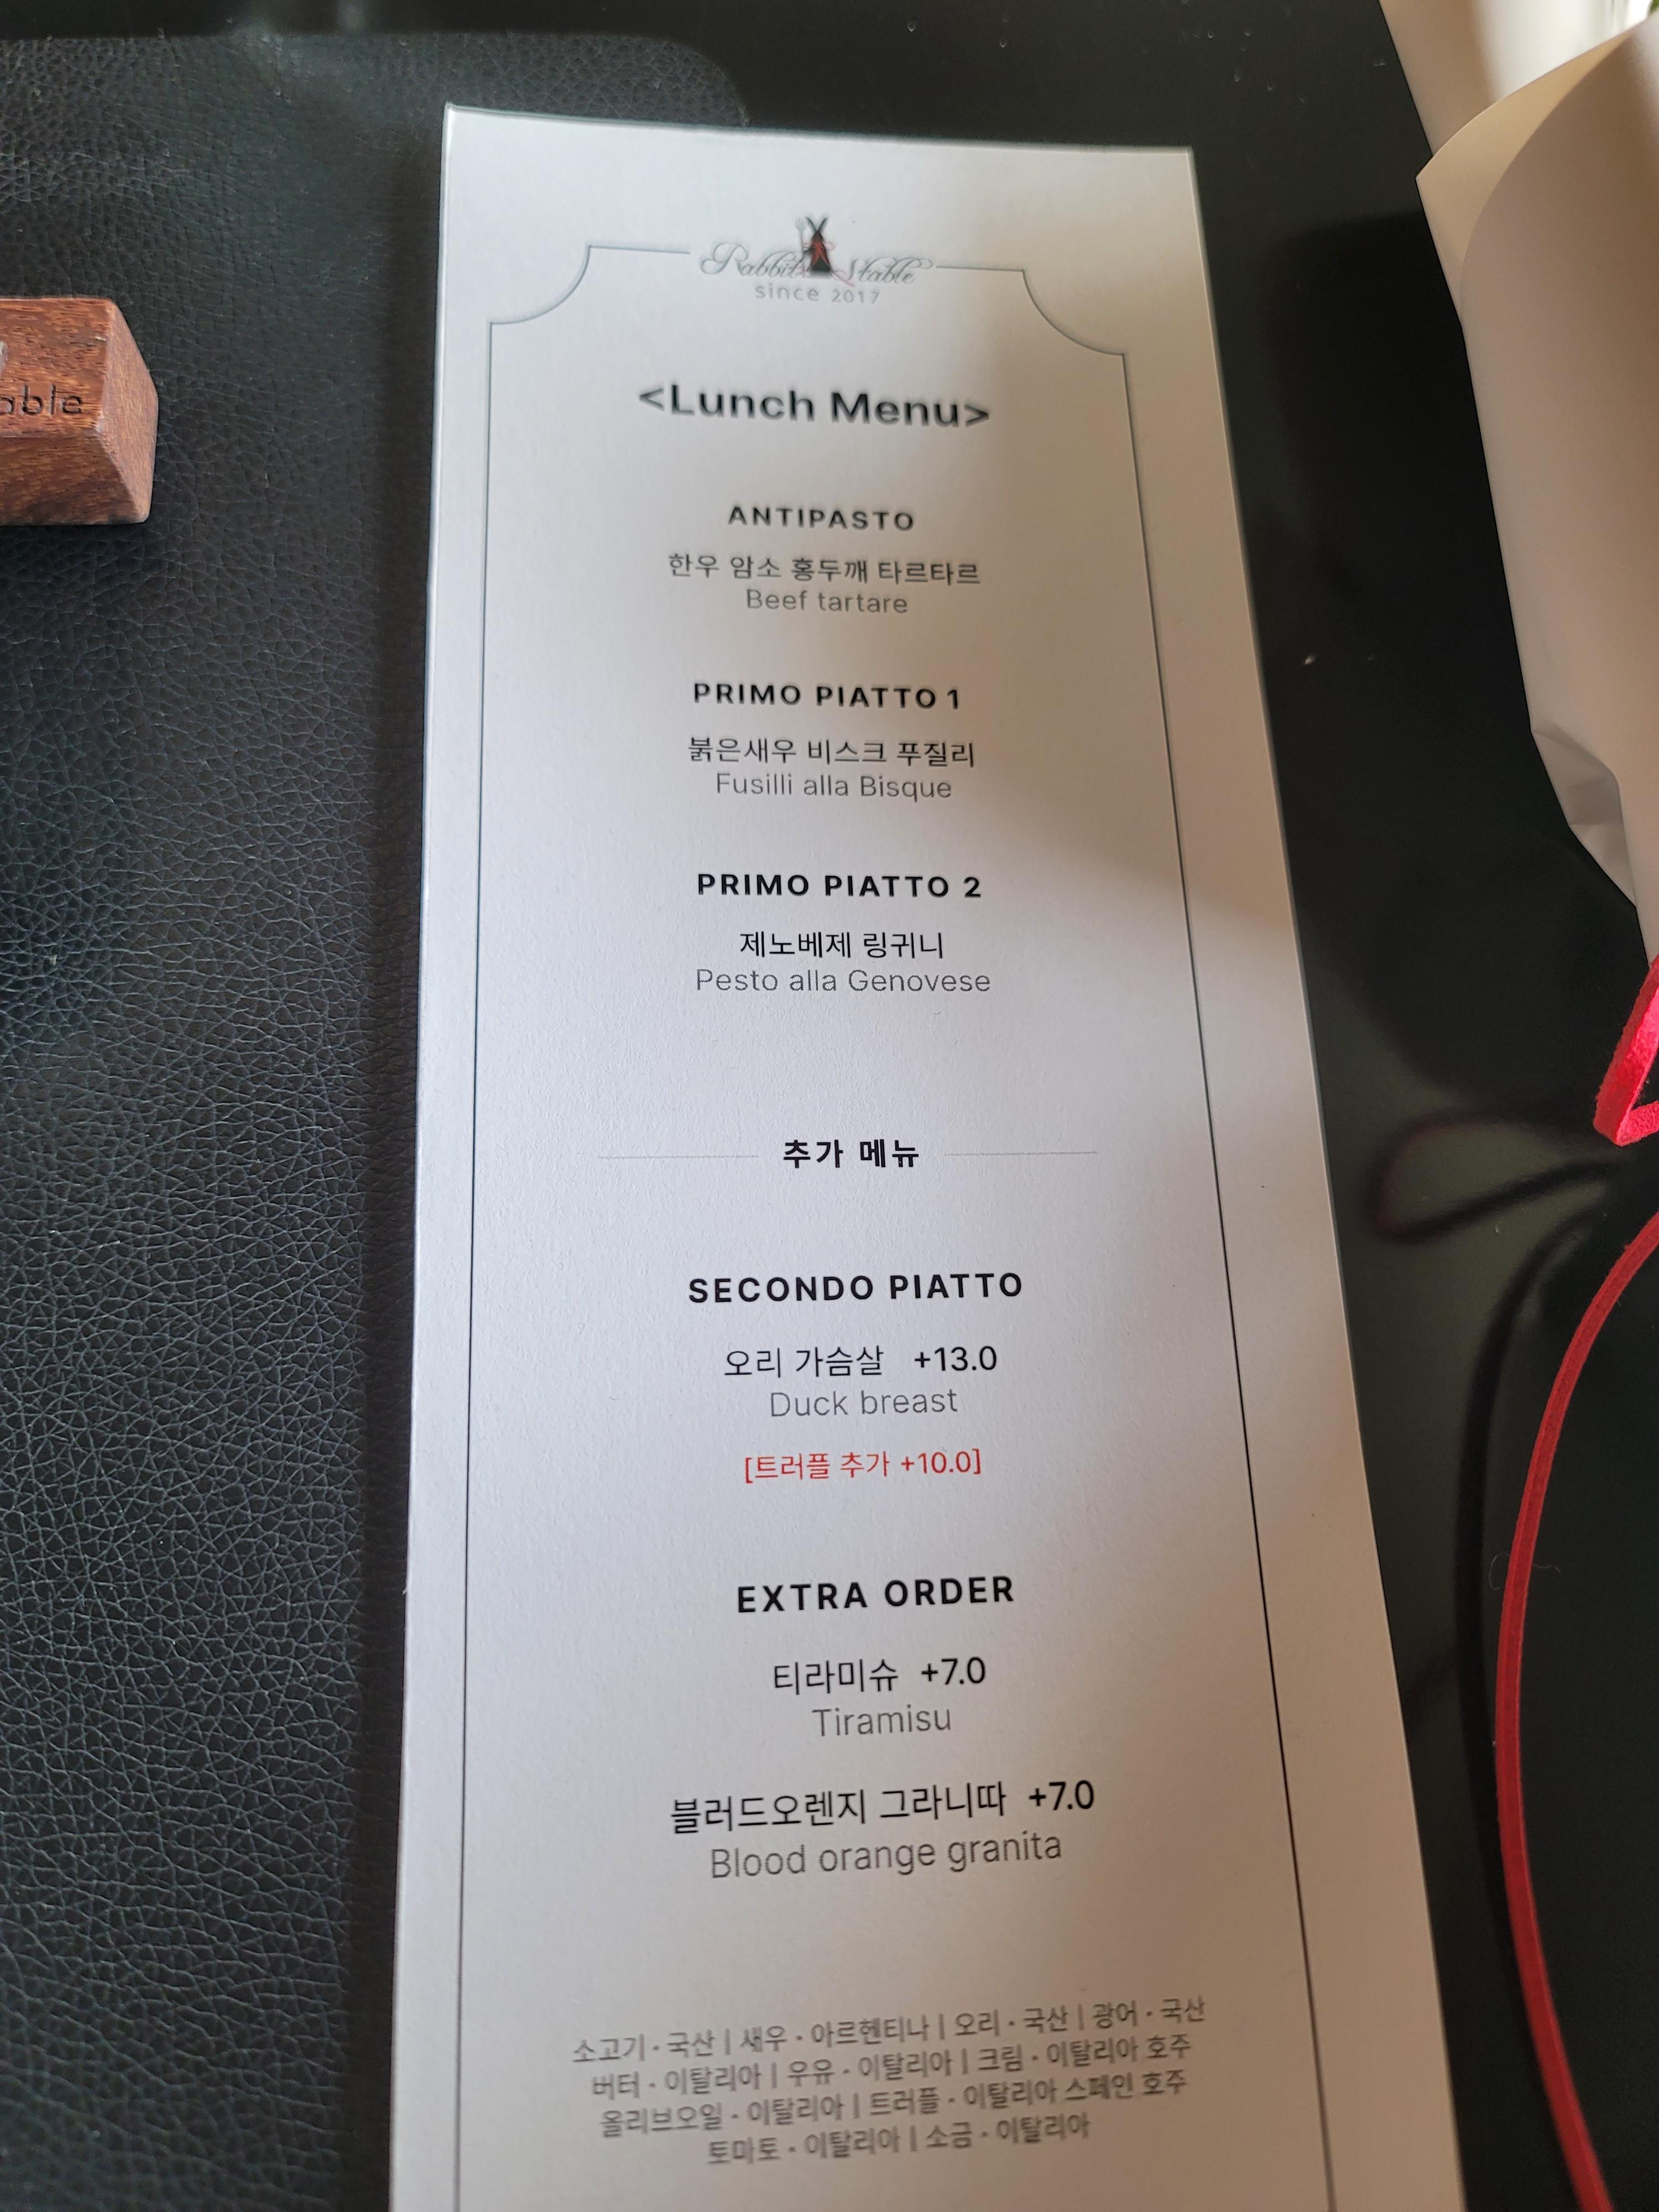 Rabbit Stable
since 2017
<Lunch Menu>
ANTIPASTO
한우 암소 홍두깨 타르타르
Beef tartare
PRIMO PIATTO 1
붉은새우 비스크 푸질리
Fusilli alla Bisque
PRIMO PIATTO 2
제노베제 링귀니
Pesto alla Genovese
추가 메뉴
SECONDO PIATTO
오리 가슴살 +13.0
Duck breast
[트러플 추가 +10.0]
EXTRA ORDER
티라미슈 +7.0
Tiramisu
블러드오렌지 그라니따 +7.0
Blood orange granita
소고기 · 국산 | 새우 · 아르헨티나 | 오리 · 국산 | 광어 · 국산
버터 · 이탈리아 | 우유 · 이탈리아 | 크림 · 이탈리아 호주
올리브오일 · 이탈리아 | 트러플 · 이탈리아 스페인 호주
토마토 · 이탈리아 | 소금 · 이탈리아
able